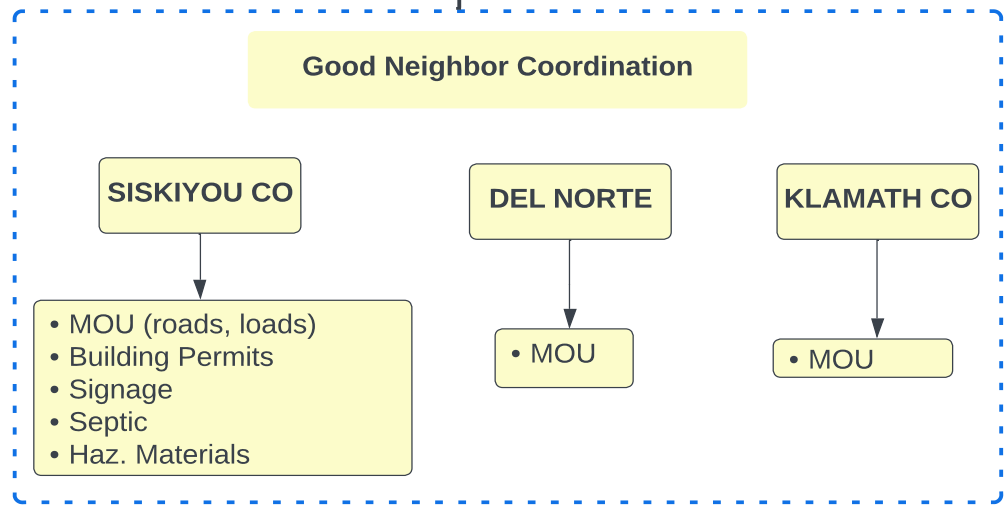 Good Neighbor Coordination
SISKIYOU CO
DEL NORTE
KLAMATH CO
• MOU (roads, loads)
• Building Permits
• Signage
• Septic
• Haz. Materials
• MOU
• MOU